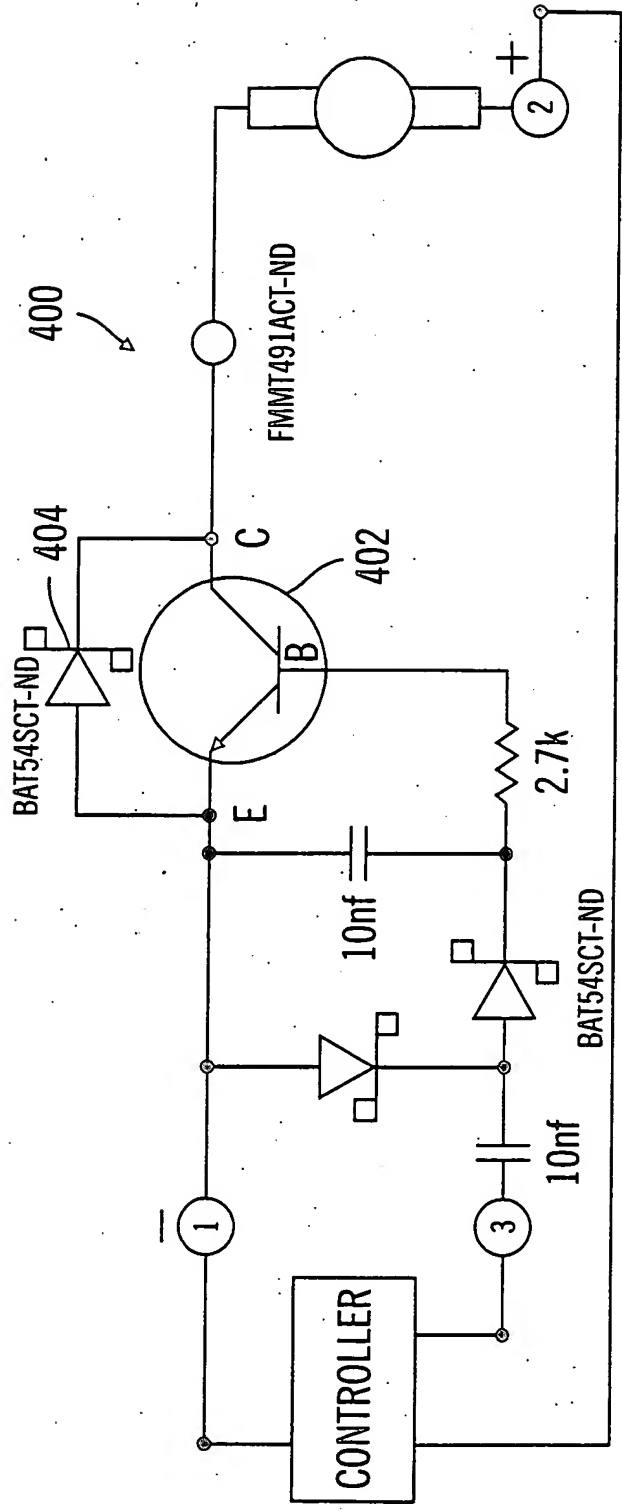 400
BAT54SCT-ND
404
C
E
B
402
FMMT491ACT-ND
+
2
−
1
10nf
2.7k
BAT54SCT-ND
10nf
3
CONTROLLER